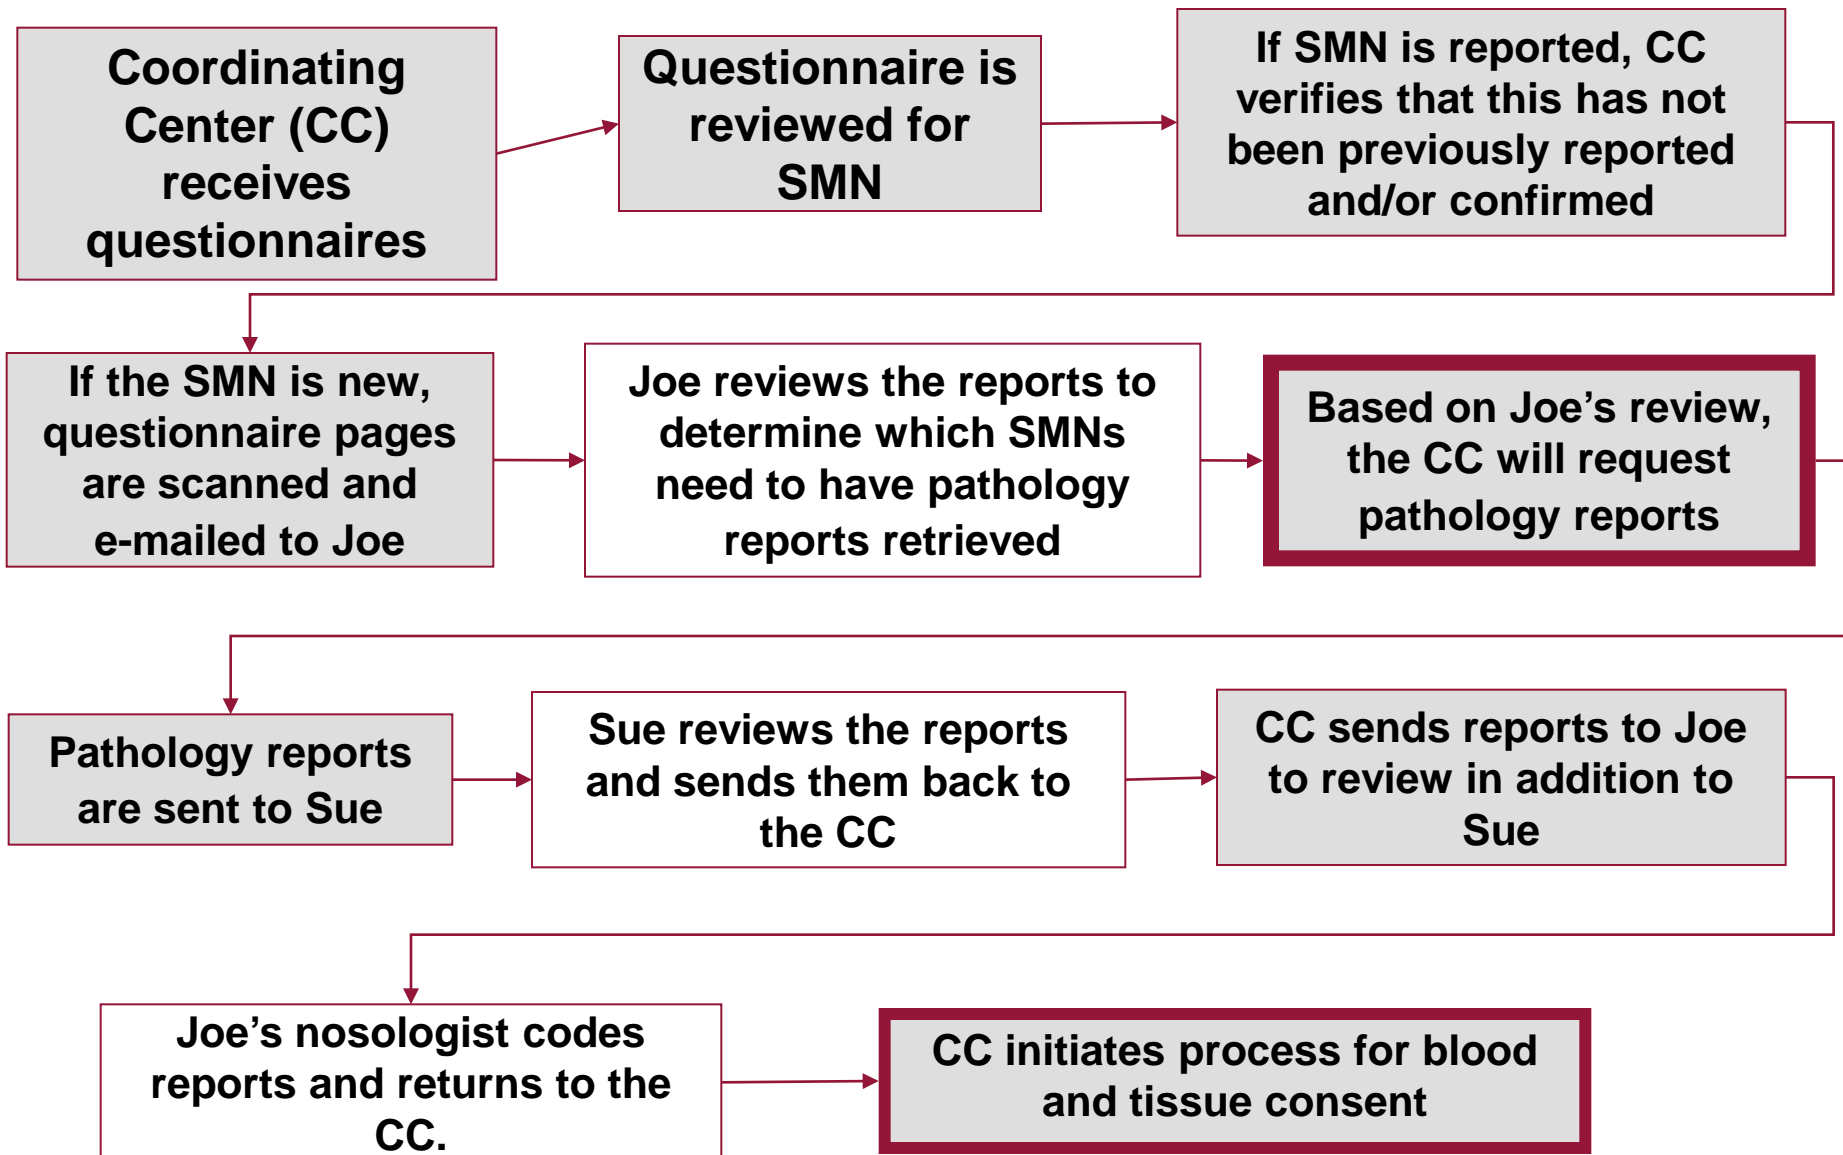 Coordinating
Center (CC)
receives
questionnaires
Questionnaire is
reviewed for
SMN
If SMN is reported, CC
verifies that this has not
been previously reported
and/or confirmed
If the SMN is new,
questionnaire pages
are scanned and
e-mailed to Joe
Joe reviews the reports to
determine which SMNs
need to have pathology
reports retrieved
Based on Joe’s review,
the CC will request
pathology reports
Pathology reports
are sent to Sue
Sue reviews the reports
and sends them back to
the CC
CC sends reports to Joe
to review in addition to
Sue
Joe’s nosologist codes
reports and returns to the
CC.
CC initiates process for blood
and tissue consent